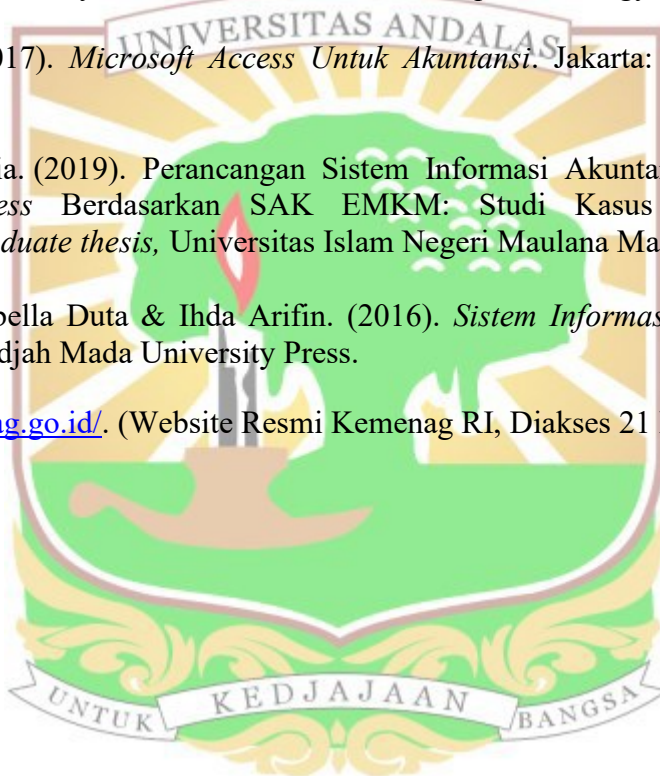 UNIVERSITAS ANDALAS
017). Microsoft Access Untuk Akuntansi. Jakarta:
ia. (2019). Perancangan Sistem Informasi Akunta
ess Berdasarkan SAK EMKM: Studi Kasus
duate thesis, Universitas Islam Negeri Maulana Ma
bella Duta & Ihda Arifin. (2016). Sistem Informas
djah Mada University Press.
ag.go.id/. (Website Resmi Kemenag RI, Diakses 21
UNTUK KEDJAJAAN BANGSA